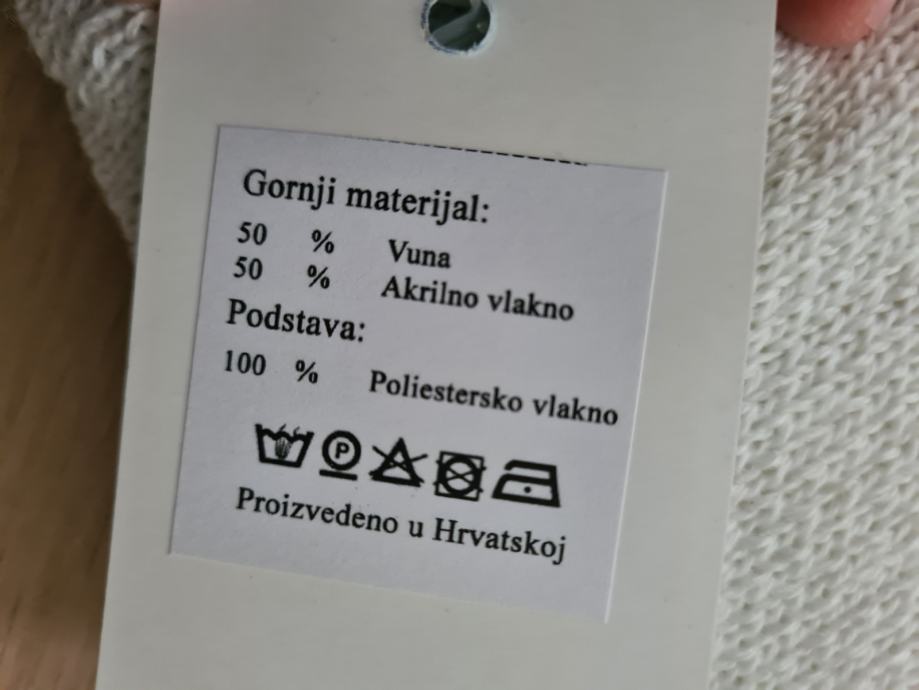 Gornji materijal:
50 % Vuna
50 % Akrilno vlakno
Podstava:
100 % Poliestersko vlakno
P
Proizvedeno u Hrvatskoj